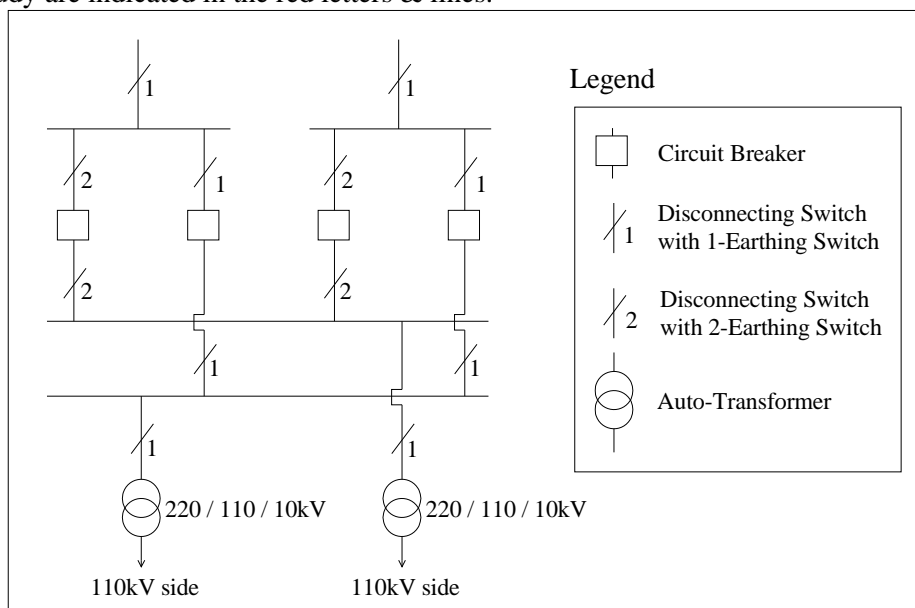 dy are indicated in the red letters & lines.
1
1
Legend
2
1
2
1
Circuit Breaker
1
Disconnecting Switch
with 1-Earthing Switch
2
2
2
Disconnecting Switch
with 2-Earthing Switch
1
1
Auto-Transformer
1
1
220 / 110 / 10kV
220 / 110 / 10kV
110kV side
110kV side